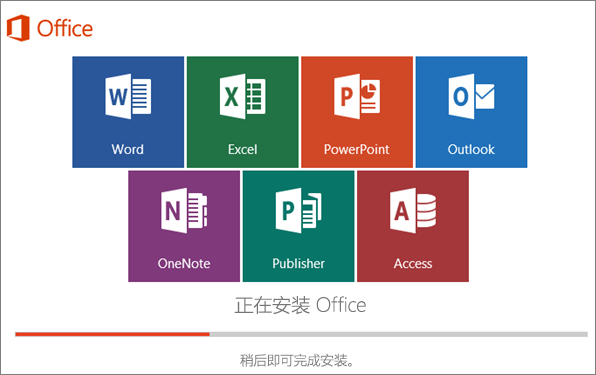 Office
Word Excel PowerPoint Outlook
OneNote Publisher Access
正在安装 Office
稍后即可完成安装。